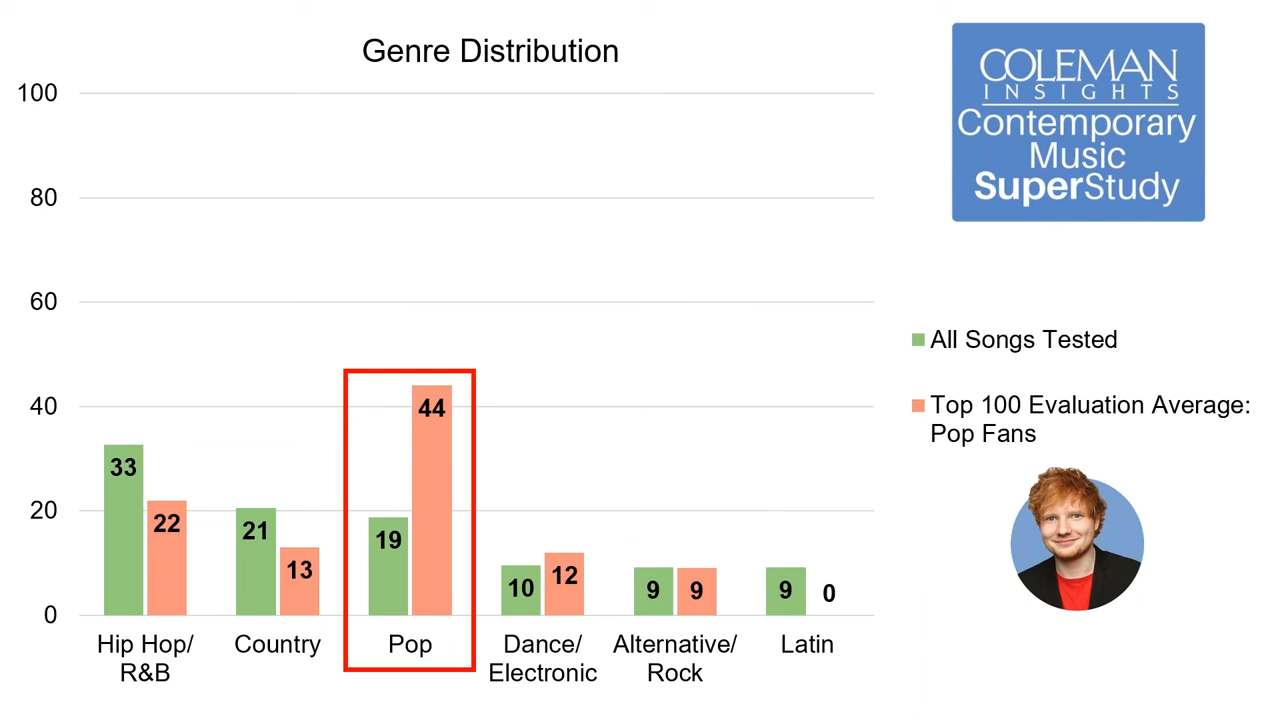 Genre Distribution
COLEMAN
INSIGHTS
Contemporary
Music
SuperStudy
100
80
60
40
20
0
33
22
21
13
19
44
10
12
9
9
9
0
Hip Hop/
R&B
Country
Pop
Dance/
Electronic
Alternative/
Rock
Latin
All Songs Tested
Top 100 Evaluation Average:
Pop Fans